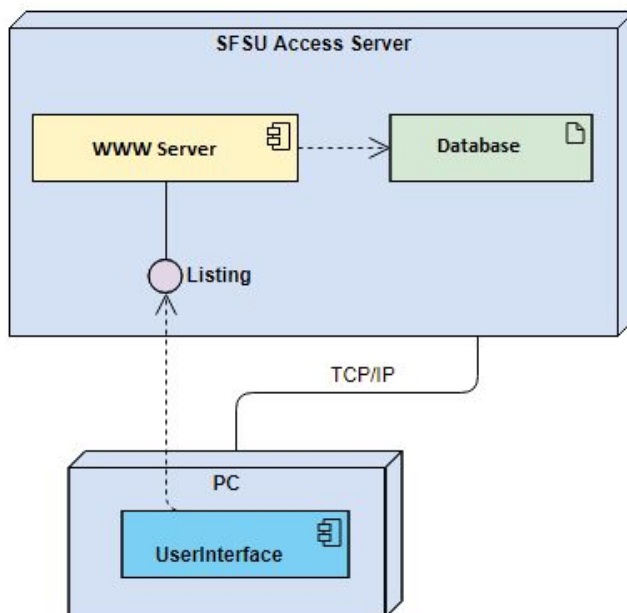 SFSU Access Server
WWW Server
Database
Listing
TCP/IP
PC
UserInterface